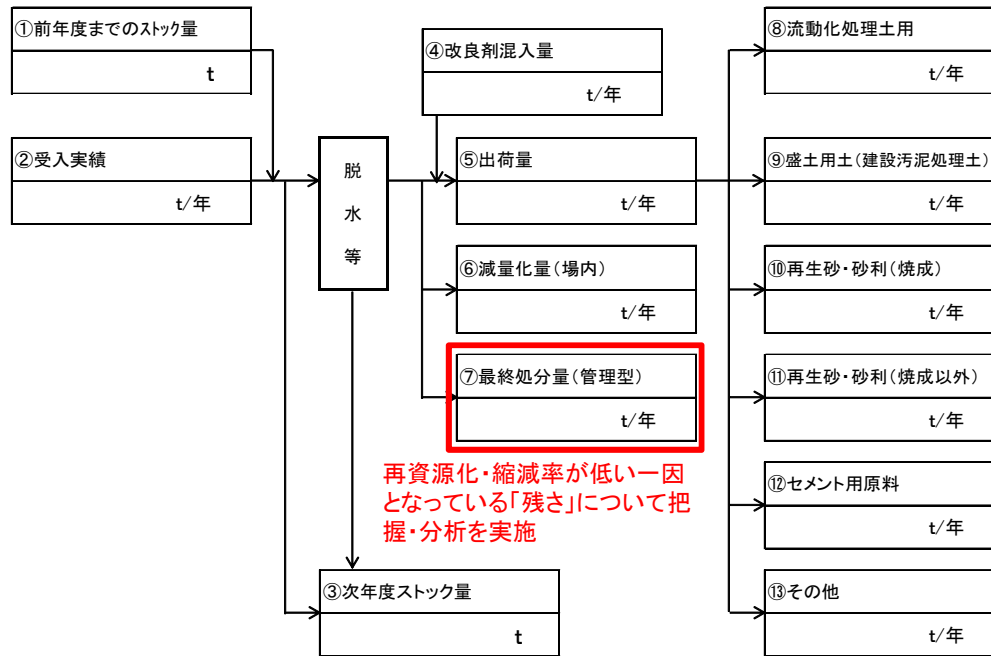 ①前年度までのストック量
t
②受入実績
t/年
脱
水
等
③次年度ストック量
t
④改良剤混入量
t/年
⑤出荷量
t/年
⑥減量化量(場内)
t/年
⑦最終処分量(管理型)
t/年
再資源化・縮減率が低い一因
となっている「残さ」について把
握・分析を実施
⑧流動化処理土用
t/年
⑨盛土用土(建設汚泥処理土)
t/年
⑩再生砂・砂利(焼成)
t/年
⑪再生砂・砂利(焼成以外)
t/年
⑫セメント用原料
t/年
⑬その他
t/年